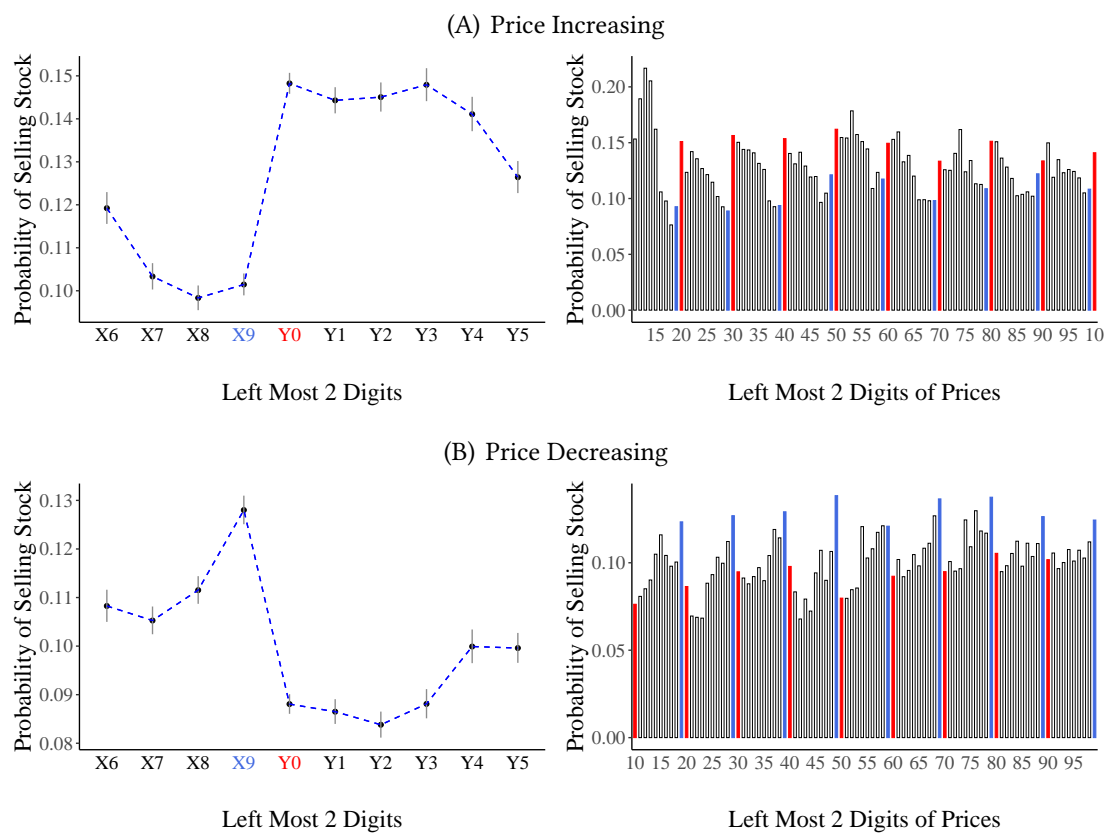 (A) Price Increasing
Probability of Selling Stock
0.15
0.14
0.13
0.12
0.11
0.10
X6 X7 X8 X9 Y0 Y1 Y2 Y3 Y4 Y5
Left Most 2 Digits
Probability of Selling Stock
0.20
0.15
0.10
0.05
0.00
15 20 25 30 35 40 45 50 55 60 65 70 75 80 85 90 95 10
Left Most 2 Digits of Prices
(B) Price Decreasing
Probability of Selling Stock
0.13
0.12
0.11
0.10
0.09
0.08
X6 X7 X8 X9 Y0 Y1 Y2 Y3 Y4 Y5
Left Most 2 Digits
Probability of Selling Stock
0.10
0.05
0.00
10 15 20 25 30 35 40 45 50 55 60 65 70 75 80 85 90 95
Left Most 2 Digits of Prices